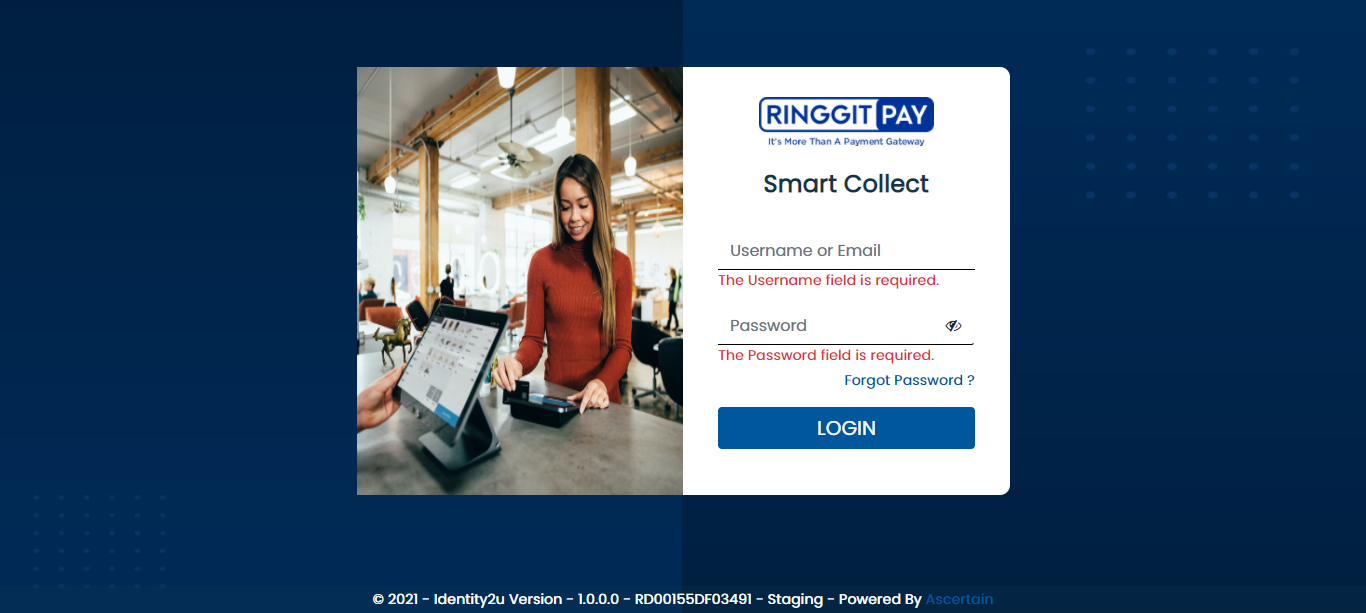 RINGGIT PAY
It's More Than A Payment Gateway
Smart Collect
Username or Email
The Username field is required.
Password
The Password field is required.
Forgot Password ?
LOGIN
© 2021 - Identity2u Version - 1.0.0.0 - RD00155DF03491 - Staging - Powered By Ascertain